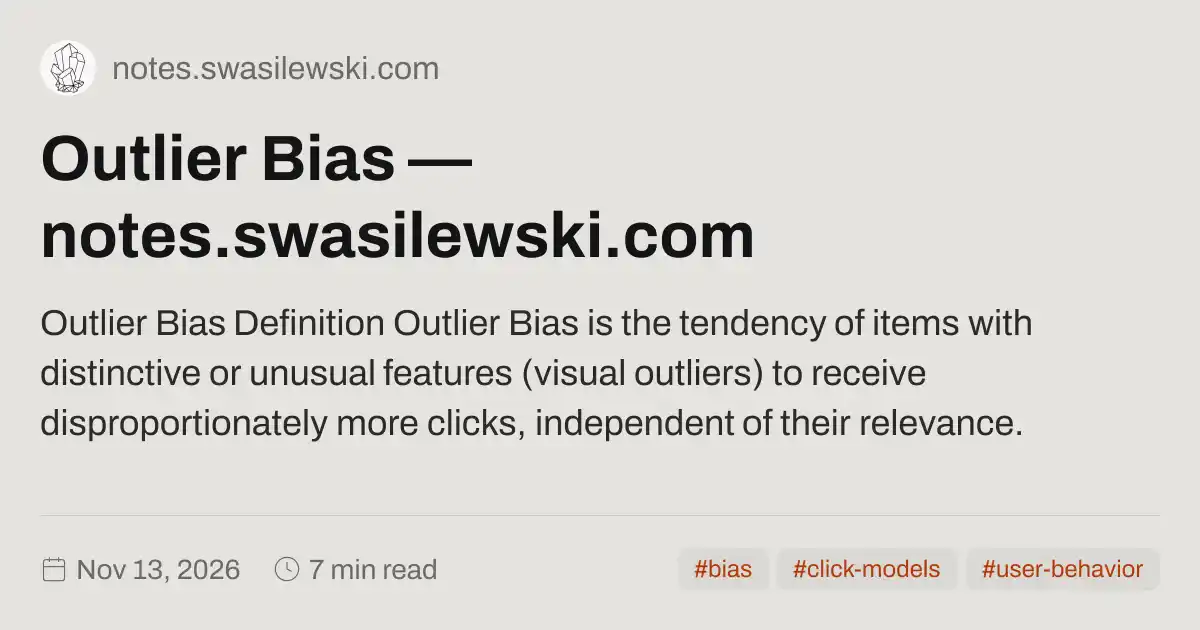 notes.swasilewski.com
Outlier Bias —
notes.swasilewski.com
Outlier Bias Definition Outlier Bias is the tendency of items with
distinctive or unusual features (visual outliers) to receive
disproportionately more clicks, independent of their relevance.
Nov 13, 2026 7 min read #bias #click-models #user-behavior